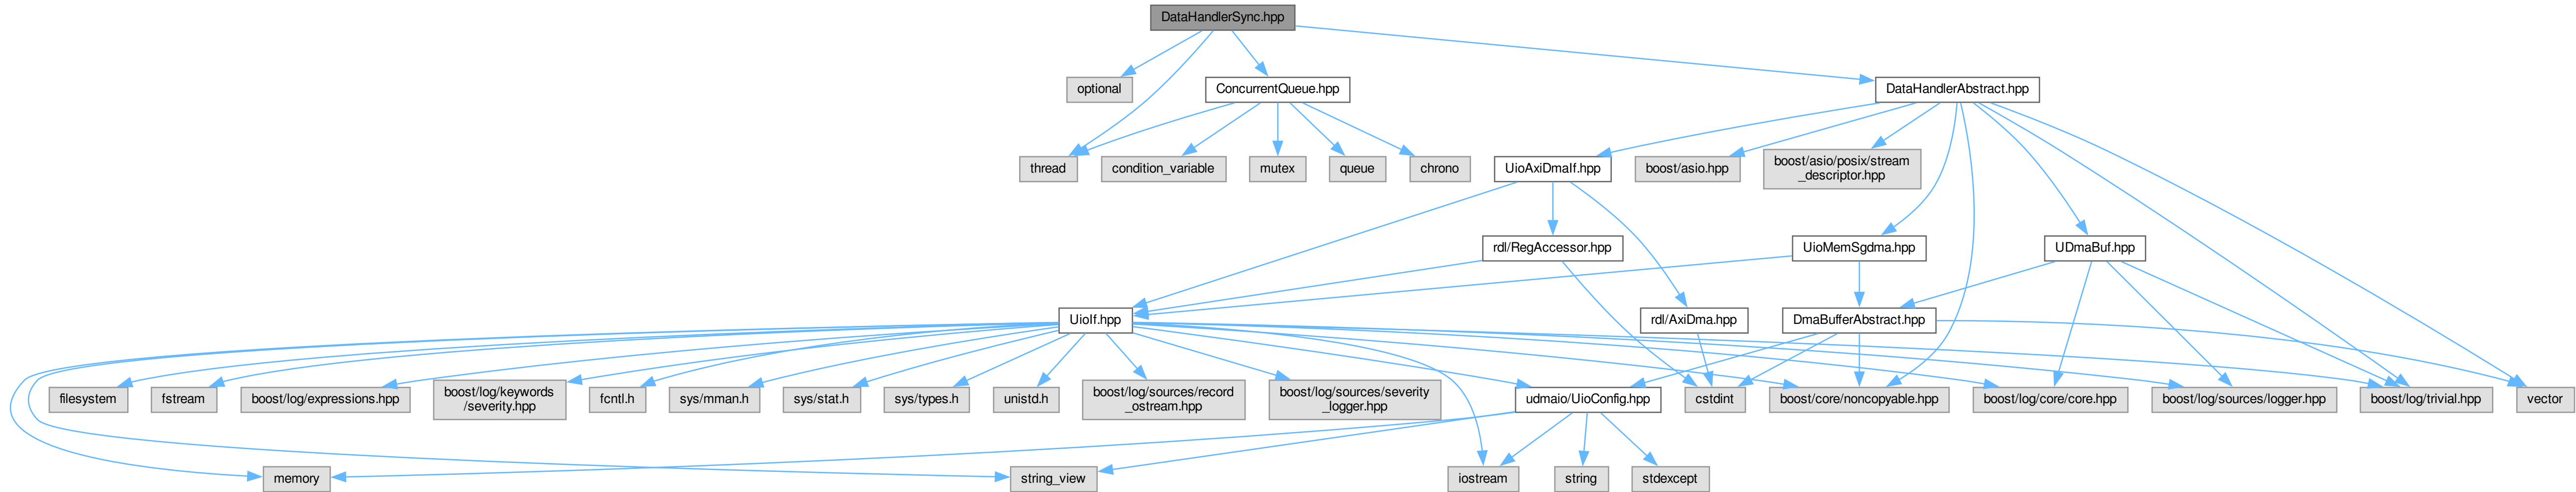 DataHandlerSync.hpp
optional
ConcurrentQueue.hpp
DataHandlerAbstract.hpp
thread
condition_variable
mutex
queue
chrono
UioAxiDmaIf.hpp
boost/asio.hpp
boost/asio/posix/stream
_descriptor.hpp
rdl/RegAccessor.hpp
UioMemSgdma.hpp
UDmaBuf.hpp
UioIf.hpp
rdl/AxiDma.hpp
DmaBufferAbstract.hpp
filesystem
fstream
boost/log/expressions.hpp
boost/log/keywords
/severity.hpp
fcntl.h
sys/mman.h
sys/stat.h
sys/types.h
unistd.h
boost/log/sources/record
_ostream.hpp
boost/log/sources/severity
_logger.hpp
udmaio/UioConfig.hpp
cstdint
boost/core/noncopyable.hpp
boost/log/core/core.hpp
boost/log/sources/logger.hpp
boost/log/trivial.hpp
vector
memory
string_view
iostream
string
stdexcept